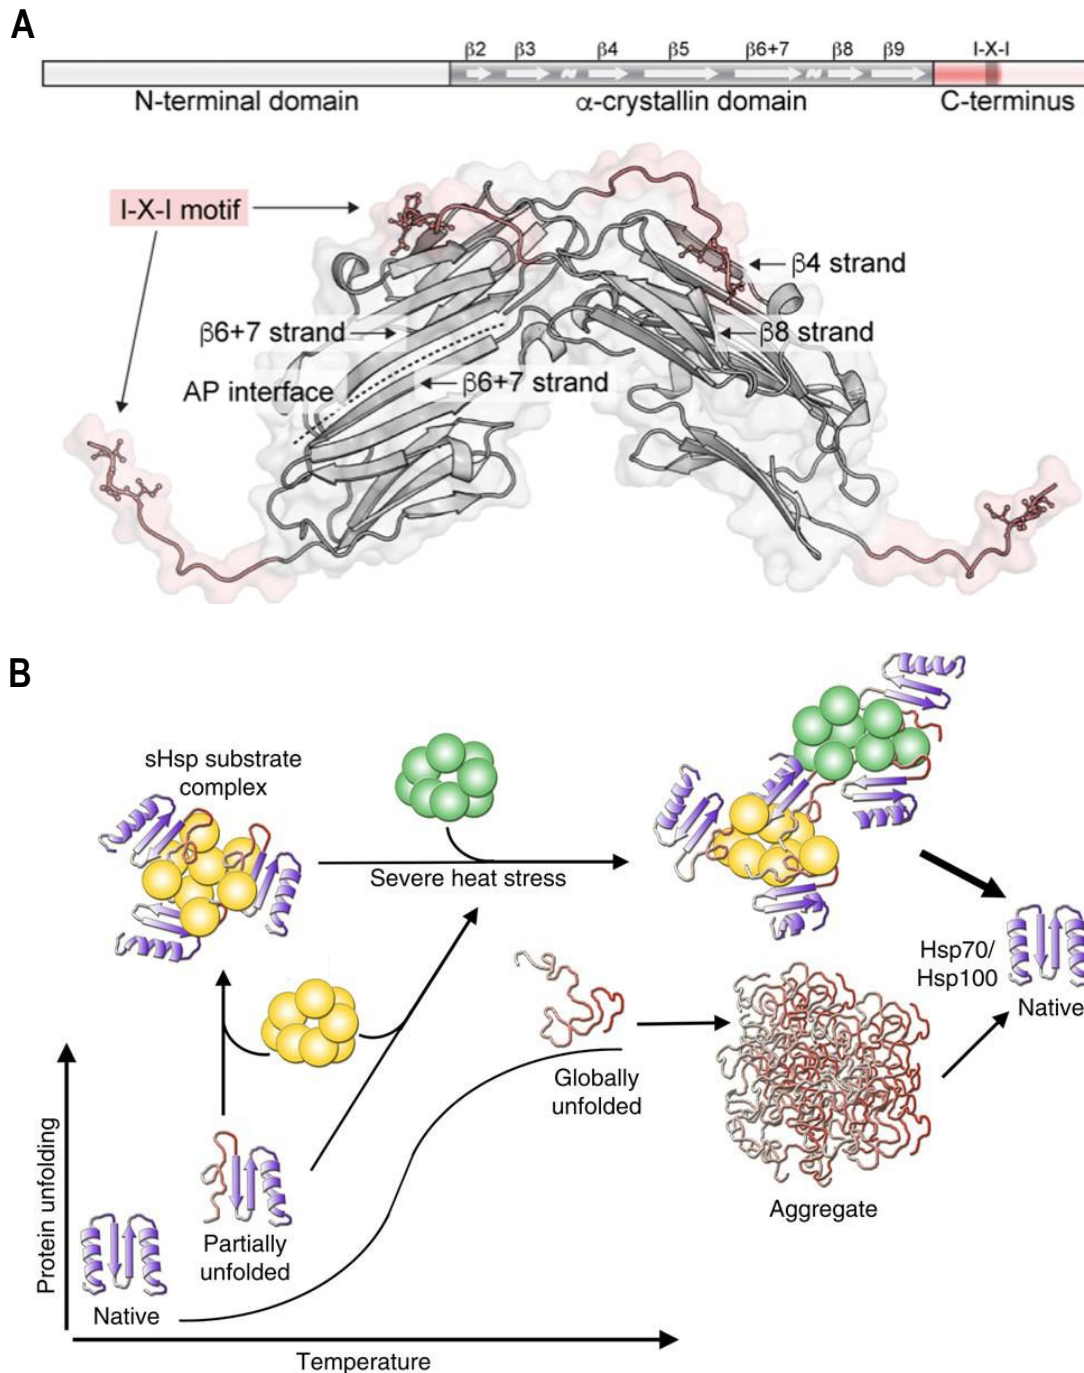 A
β2 β3 β4 β5 β6+7 β8 β9 I-X-I
N-terminal domain α-crystallin domain C-terminus
I-X-I motif
β4 strand
β6+7 strand
β8 strand
AP interface
β6+7 strand
B
sHsp substrate
complex
Severe heat stress
Hsp70/
Hsp100
Native
Globally
unfolded
Aggregate
Partially
unfolded
Native
Protein unfolding
Temperature